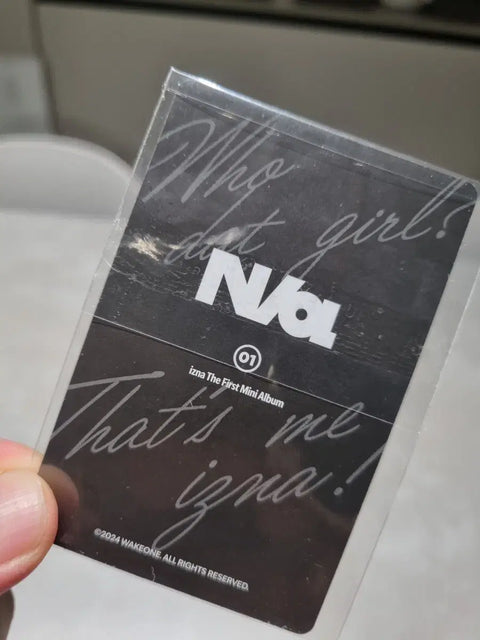 Who
dat girl?
N/a
01
izna The First Mini Album
That's me
izna!
©2024 WAKEONE. ALL RIGHTS RESERVED.